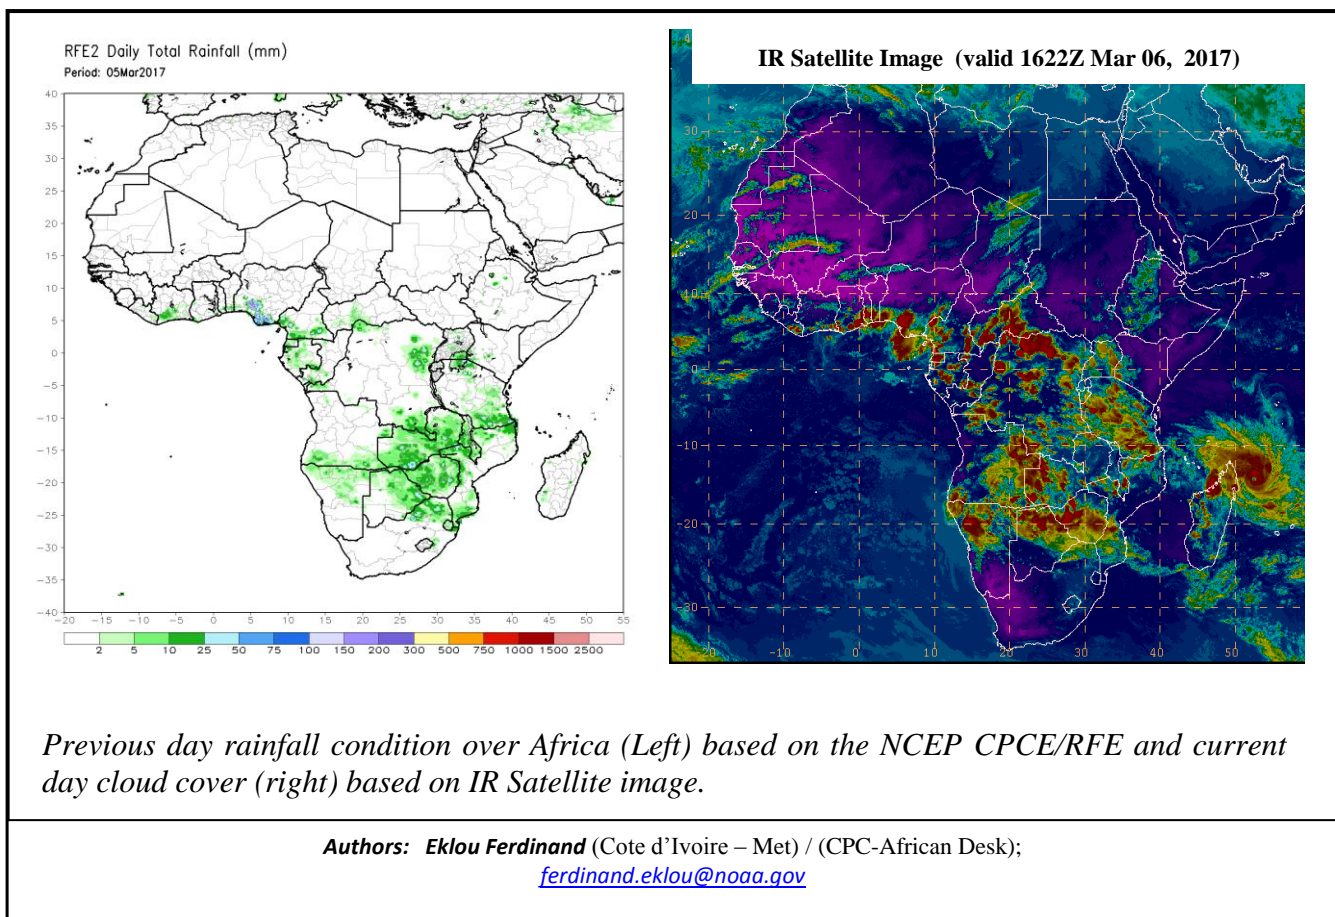 RFE2 Daily Total Rainfall (mm)
Period: 05Mar2017
40
35
30
25
20
15
10
5
0
-5
-10
-15
-20
-25
-30
-35
-40
-20 -15 -10 -5 0 5 10 15 20 25 30 35 40 45 50 55
2 5 10 25 50 75 100 150 200 300 500 750 1000 1500 2500
IR Satellite Image (valid 1622Z Mar 06, 2017)
4
30
20
10
0
-10
-20
-30
-20 -10 0 10 20 30 40 50
Previous day rainfall condition over Africa (Left) based on the NCEP CPCE/RFE and current
day cloud cover (right) based on IR Satellite image.
Authors: Eklou Ferdinand (Cote d’Ivoire – Met) / (CPC-African Desk);
ferdinand.eklou@noaa.gov